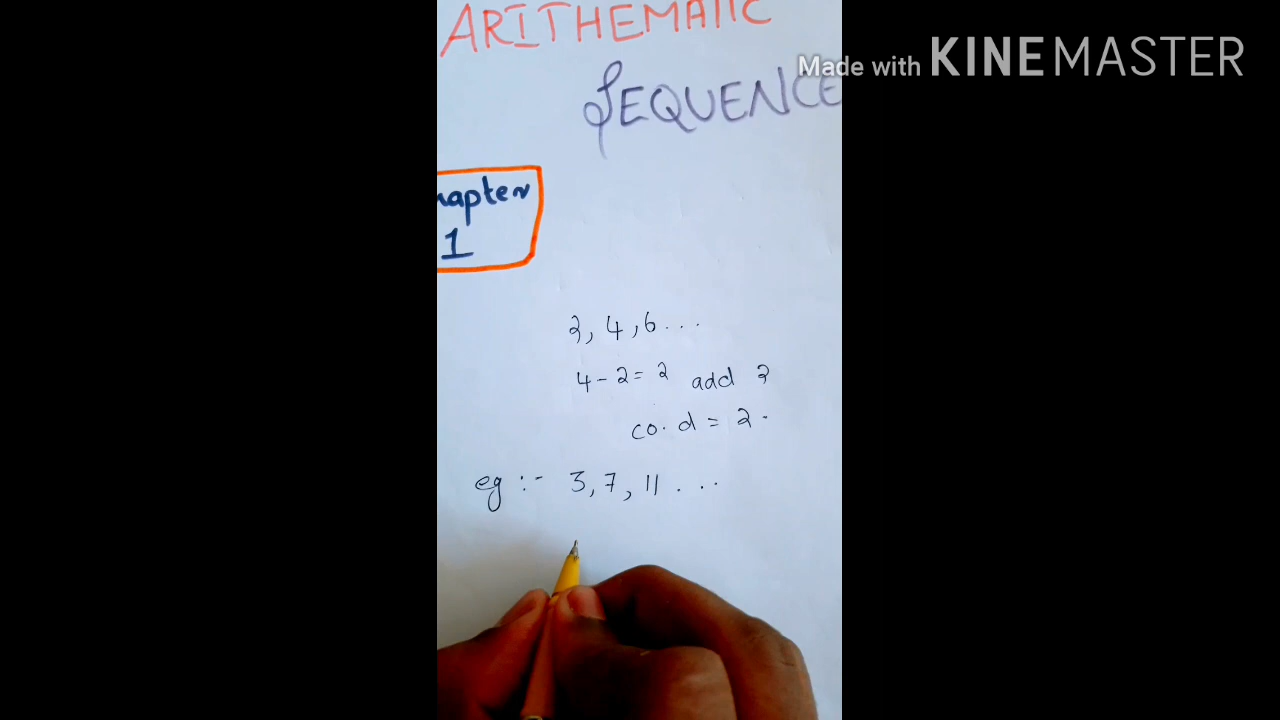 ARITHEMATIC
Made with KINEMASTER
SEQUENCE
hapter
1
2, 4, 6...
4-2=2 add 2
co. d = 2.
eg :- 3, 7, 11 ...